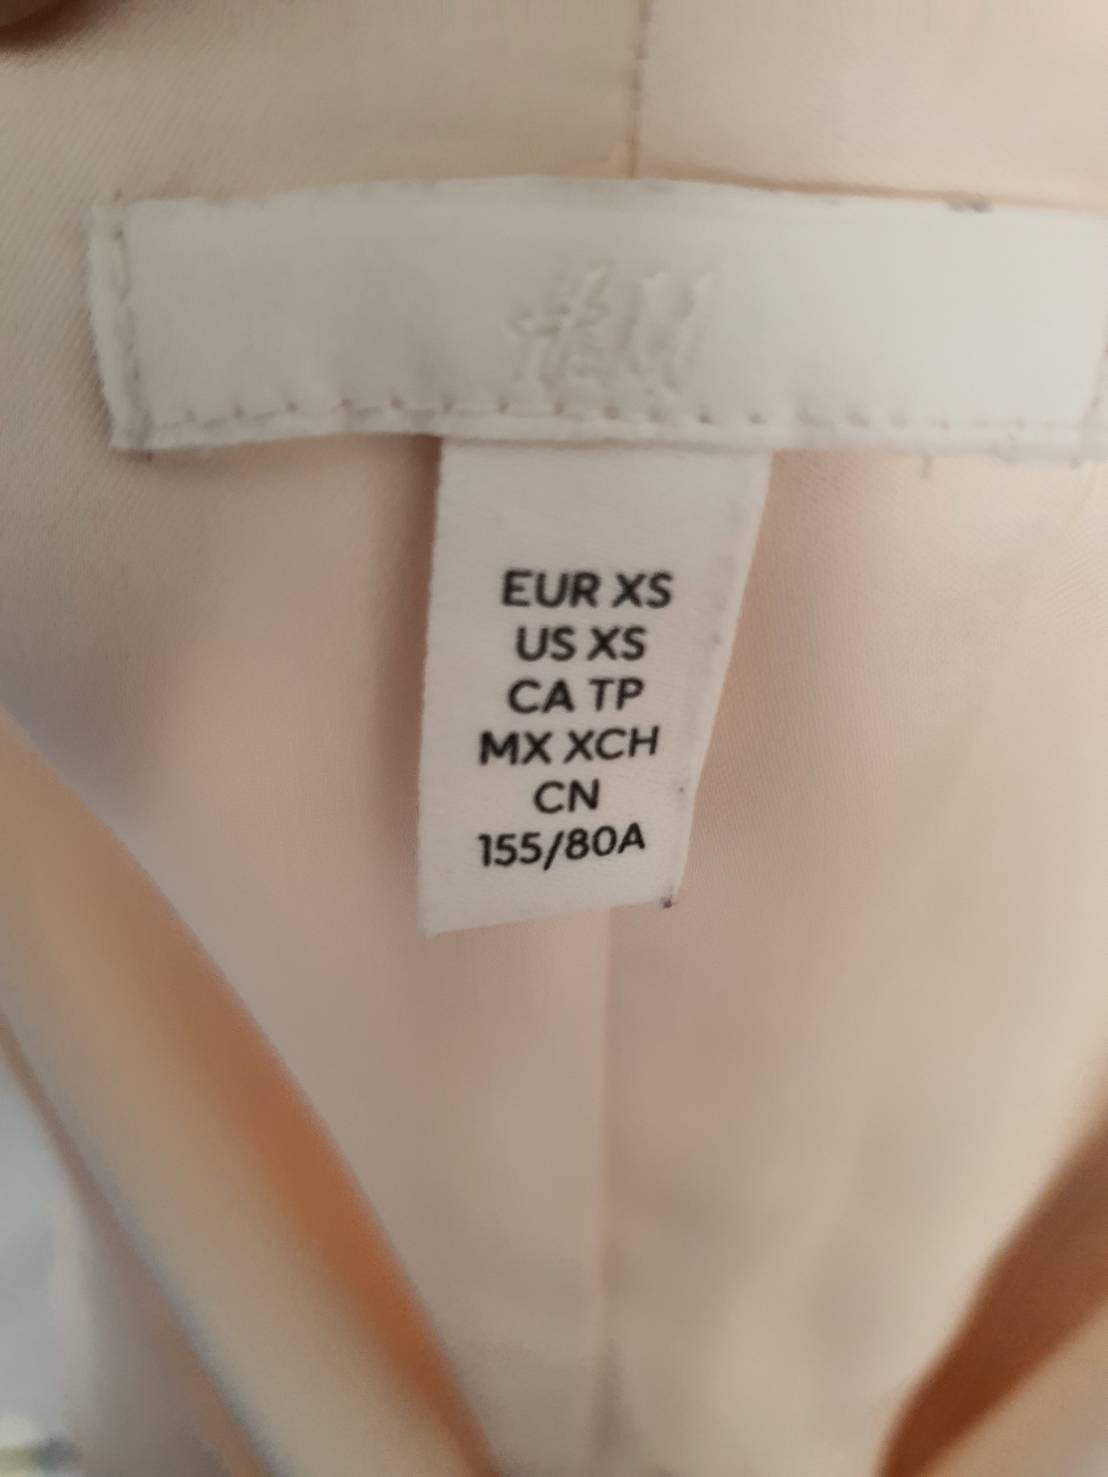 H&M
EUR XS
US XS
CA TP
MX XCH
CN
155/80A